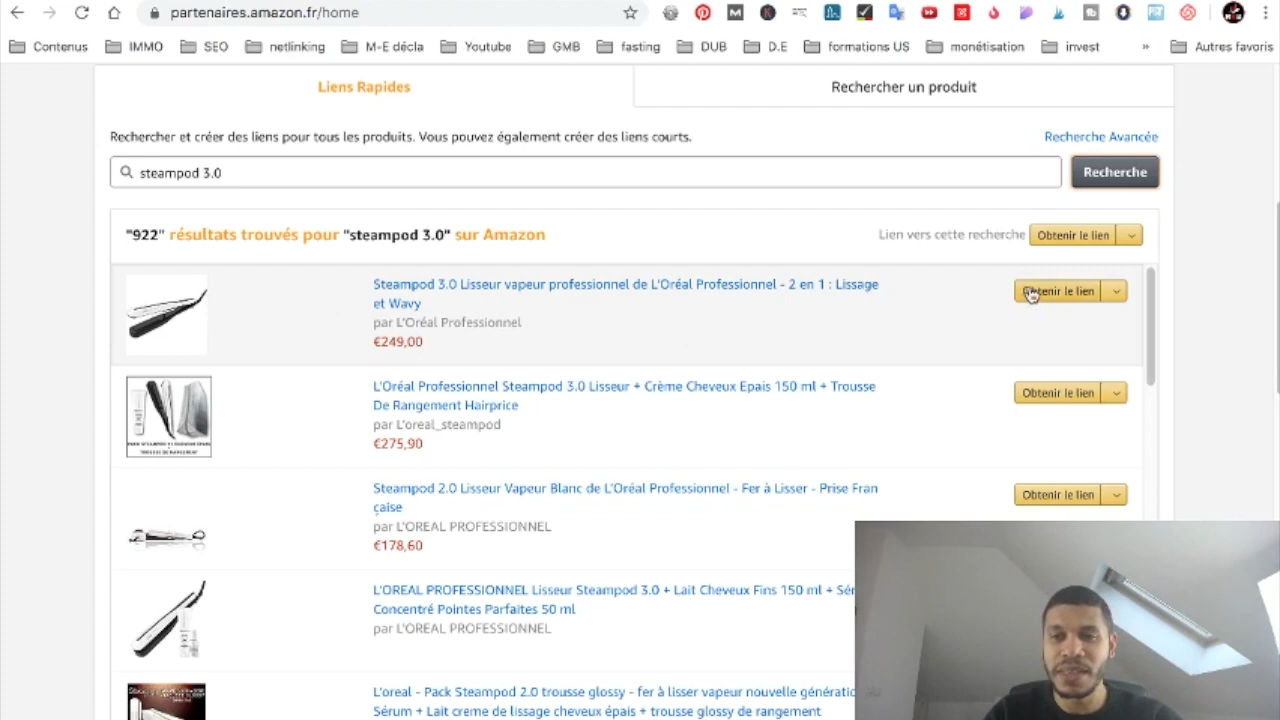 partenaires.amazon.fr/home
Contenus IMMO SEO netlinking M-E décla Youtube GMB fasting DUB D.E formations US monétisation invest » Autres favoris
Liens Rapides
Rechercher un produit
Rechercher et créer des liens pour tous les produits. Vous pouvez également créer des liens courts.
Recherche Avancée
steampod 3.0
Recherche
"922" résultats trouvés pour "steampod 3.0" sur Amazon
Lien vers cette recherche
Obtenir le lien
Steampod 3.0 Lisseur vapeur professionnel de L'Oréal Professionnel - 2 en 1 : Lissage
et Wavy
par L'Oréal Professionnel
€249,00
Obtenir le lien
L'Oréal Professionnel Steampod 3.0 Lisseur + Crème Cheveux Epais 150 ml + Trousse
De Rangement Hairprice
par L'oreal_steampod
€275,90
Obtenir le lien
Steampod 2.0 Lisseur Vapeur Blanc de L'Oréal Professionnel - Fer à Lisser - Prise Fran
çaise
par L'OREAL PROFESSIONNEL
€178,60
Obtenir le lien
L'OREAL PROFESSIONNEL Lisseur Steampod 3.0 + Lait Cheveux Fins 150 ml + Sér
Concentré Pointes Parfaites 50 ml
par L'OREAL PROFESSIONNEL
L'oreal - Pack Steampod 2.0 trousse glossy - fer à lisser vapeur nouvelle génératio
Sérum + Lait creme de lissage cheveux épais + trousse glossy de rangement